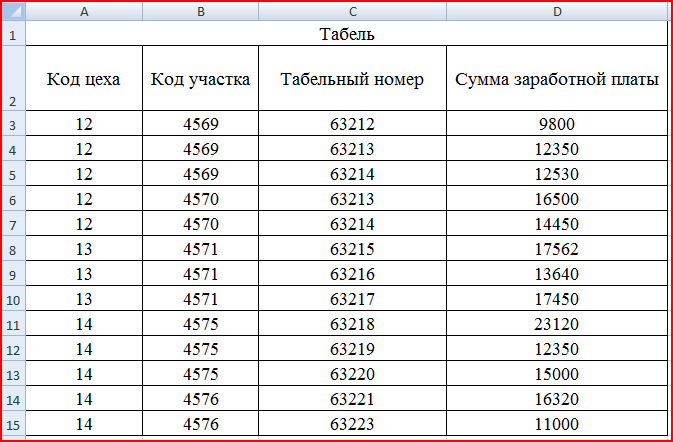 A B C D
1 Табель
2 Код цеха Код участка Табельный номер Сумма заработной платы
3 12 4569 63212 9800
4 12 4569 63213 12350
5 12 4569 63214 12530
6 12 4570 63213 16500
7 12 4570 63214 14450
8 13 4571 63215 17562
9 13 4571 63216 13640
10 13 4571 63217 17450
11 14 4575 63218 23120
12 14 4575 63219 12350
13 14 4575 63220 15000
14 14 4576 63221 16320
15 14 4576 63223 11000